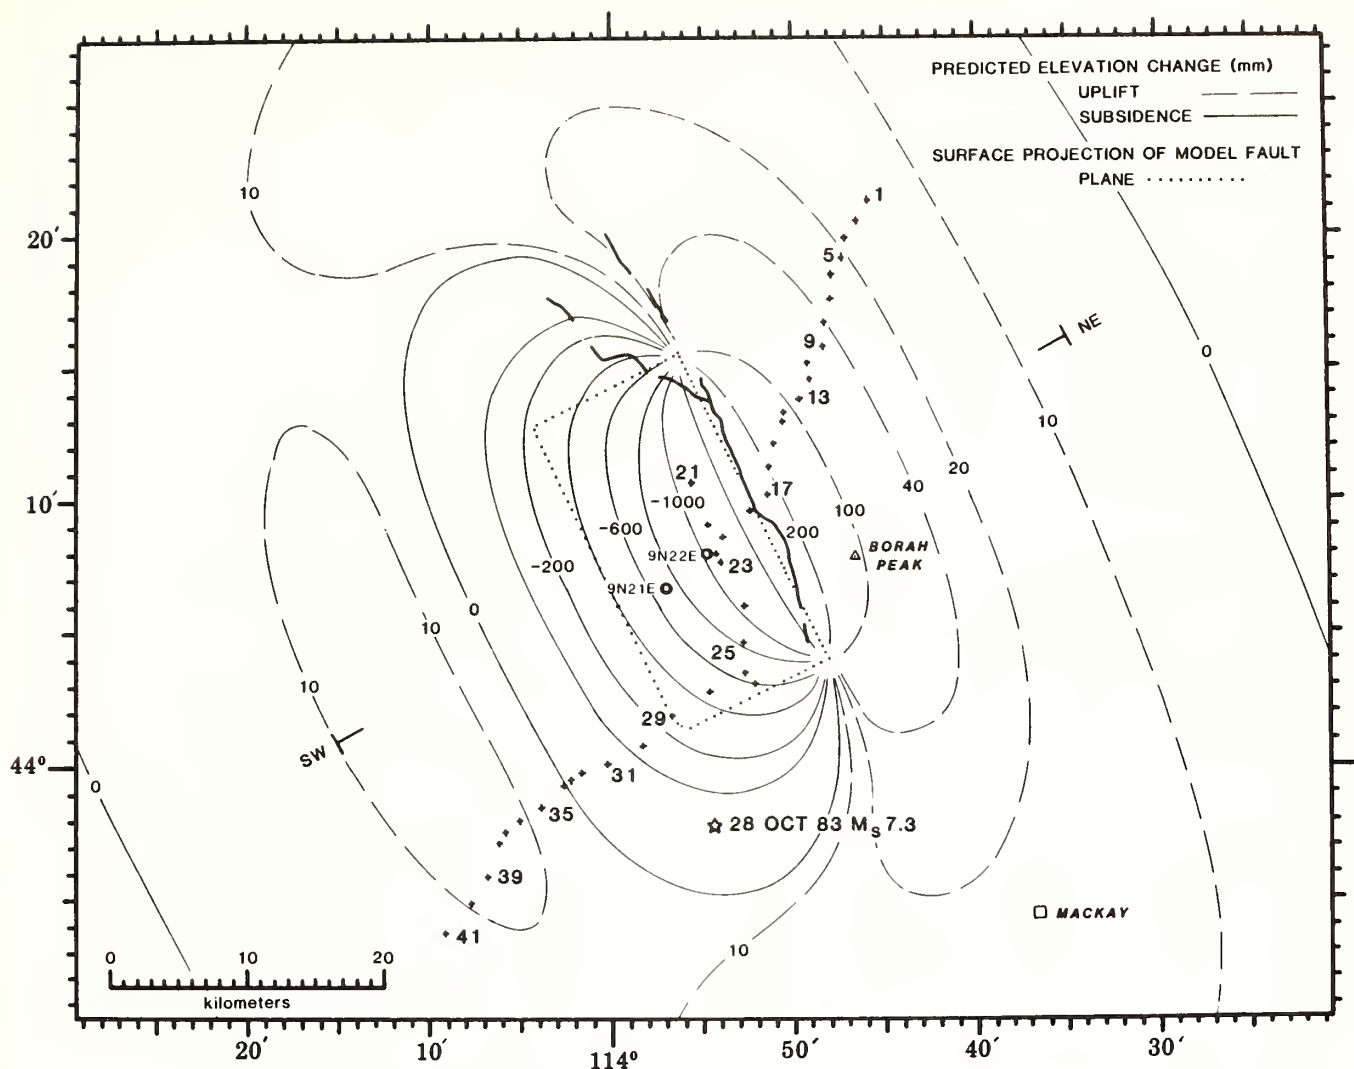 PREDICTED ELEVATION CHANGE (mm)
UPLIFT
SUBSIDENCE
SURFACE PROJECTION OF MODEL FAULT
PLANE
10
1
20′
5
NE
9
0
13
10
20
21
17
40
10′
-1000
100
-600
200
BORAH
PEAK
9N22E
-200
23
9N21E
0
10
25
10
29
SW
44°
31
0
35
28 OCT 83 MS 7.3
39
MACKAY
41
10
0 10 20
kilometers
20′ 10′ 114° 50′ 40′ 30′